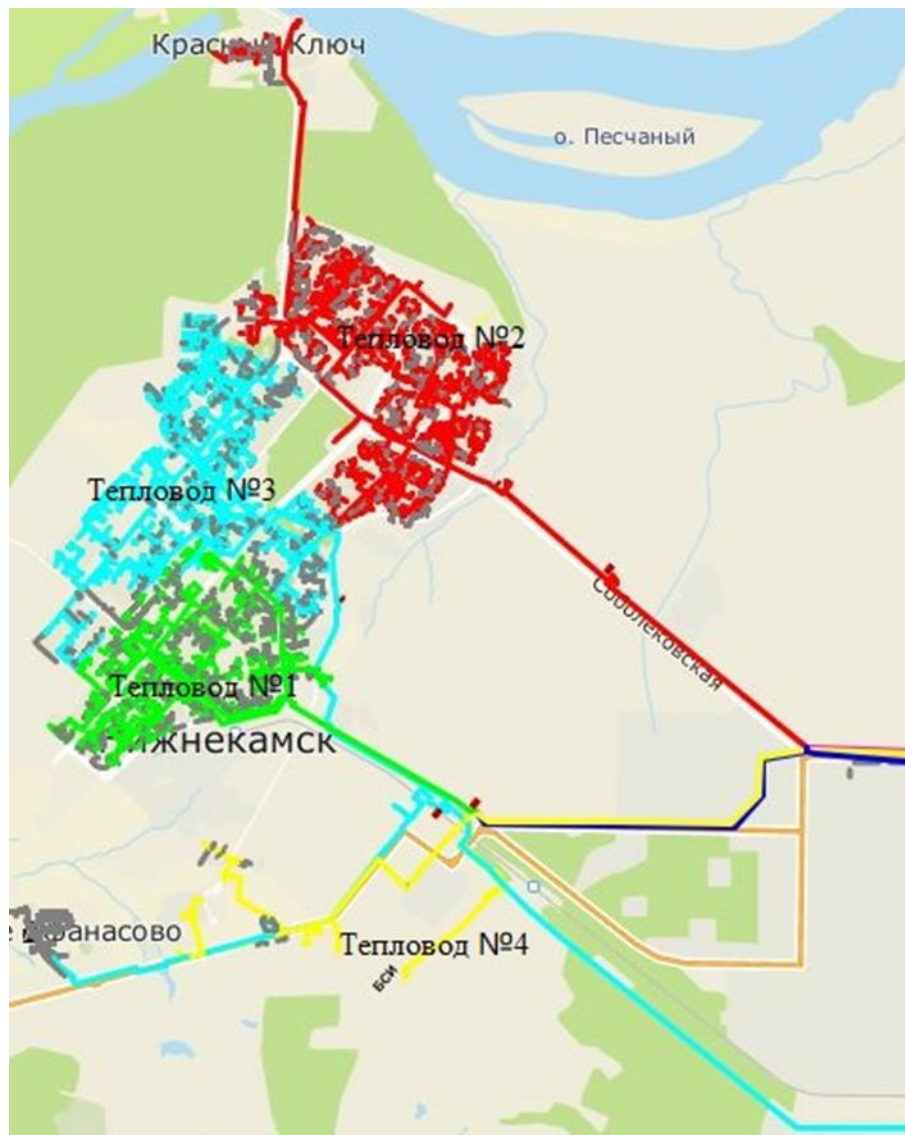 Красный Ключ
о. Песчаный
Тепловод №2
Тепловод №3
Соболековская
Тепловод №1
Нижнекамск
Афанасово
Тепловод №4
БСИ